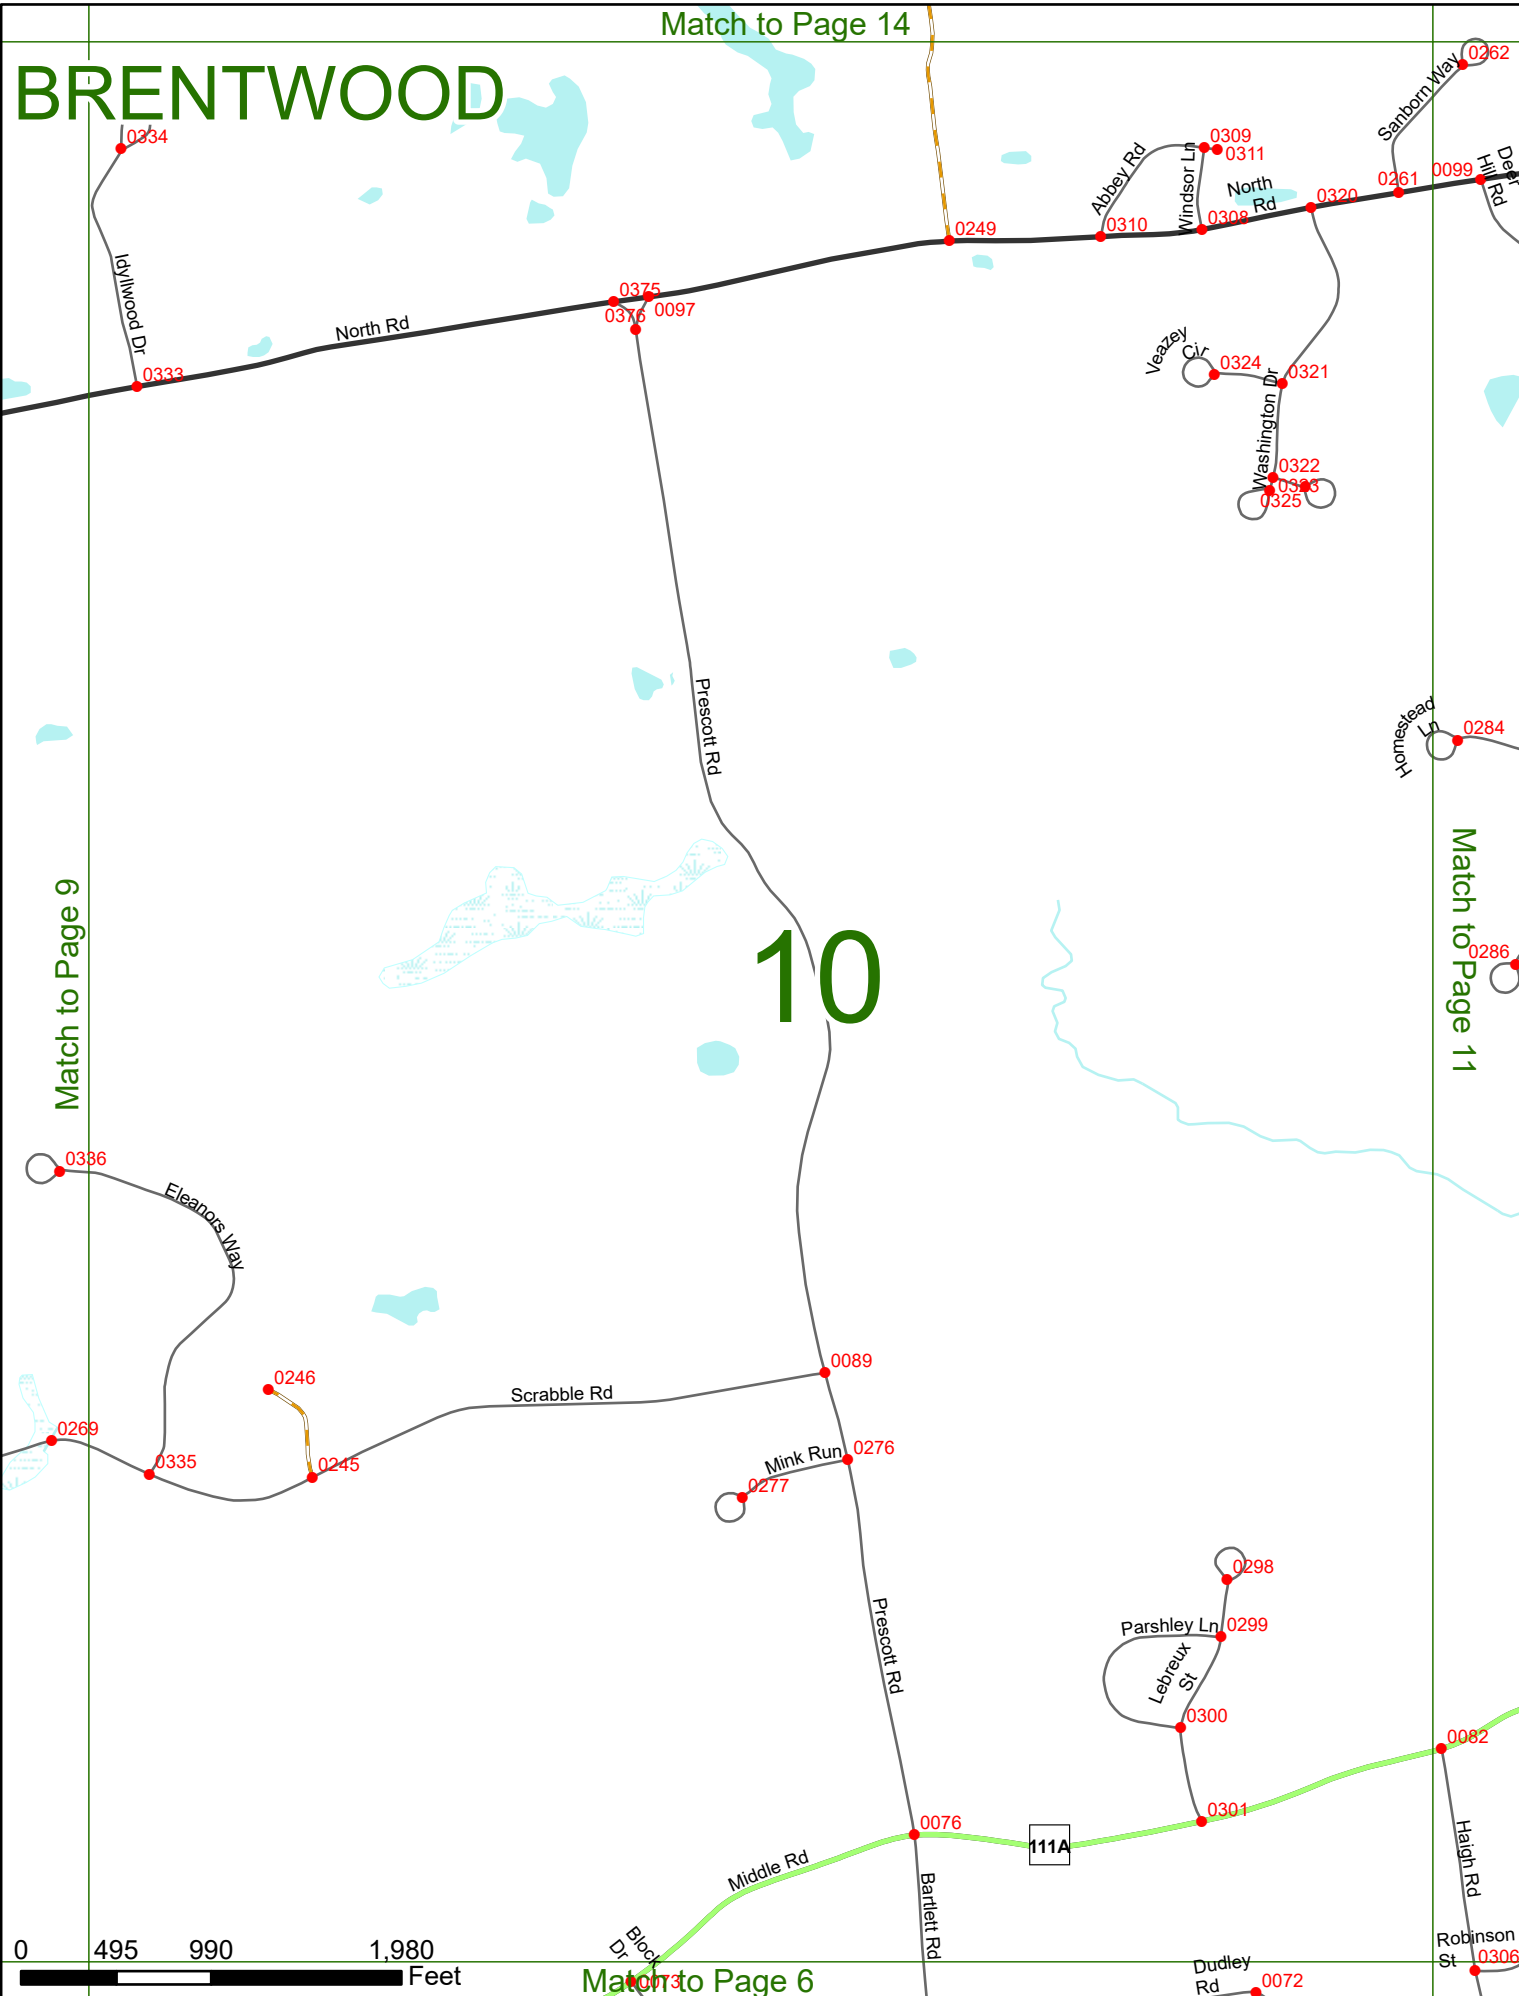 Match to Page 14
BRENTWOOD
0262
Sanborn Way
0334
0309
0311
Abbey Rd
Windsor Ln
North
Rd
0099
Deer
Hill Rd
0261
0320
0308
0310
0249
Idyllwood Dr
0375
0376
0097
North Rd
0333
Veazey
Cir
0324
0321
Washington Dr
0322
0323
0325
Prescott Rd
Homestead
Ln
0284
Match to Page 9
10
Match to Page 11
0286
0336
Eleanors Way
0246
0089
Scrabble Rd
0269
0335
0245
Mink Run
0276
0277
0298
Prescott Rd
Parshley Ln
0299
Lebreux
St
0300
0082
0301
0076
111A
Middle Rd
Haigh Rd
Bartlett Rd
Block
Dr
0 495 990 1,980
Feet
0073
Match to Page 6
Dudley
Rd
0072
Robinson
St
0306